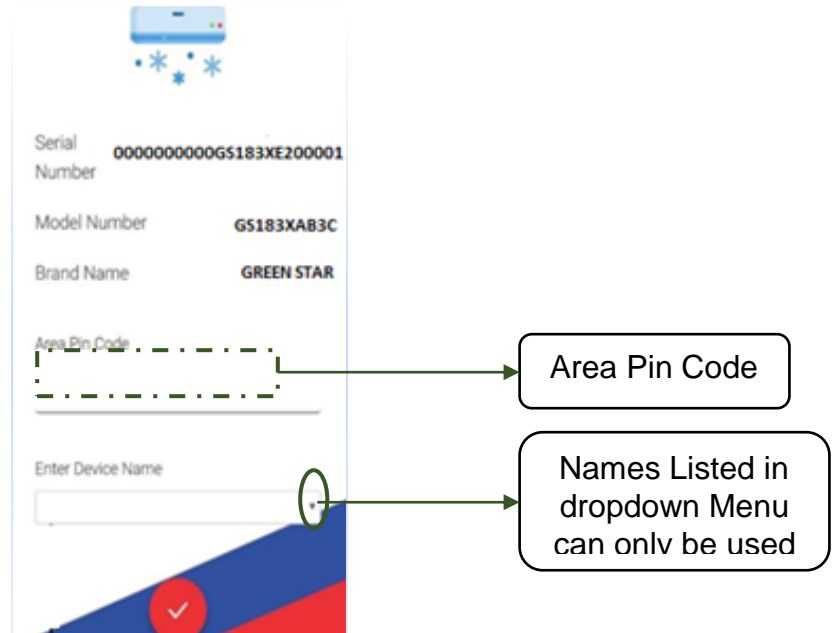 Serial
Number
0000000000GS183XE200001
Model Number
GS183XAB3C
Brand Name
GREEN STAR
Area Pin Code
Area Pin Code
Enter Device Name
Names Listed in
dropdown Menu
can only be used